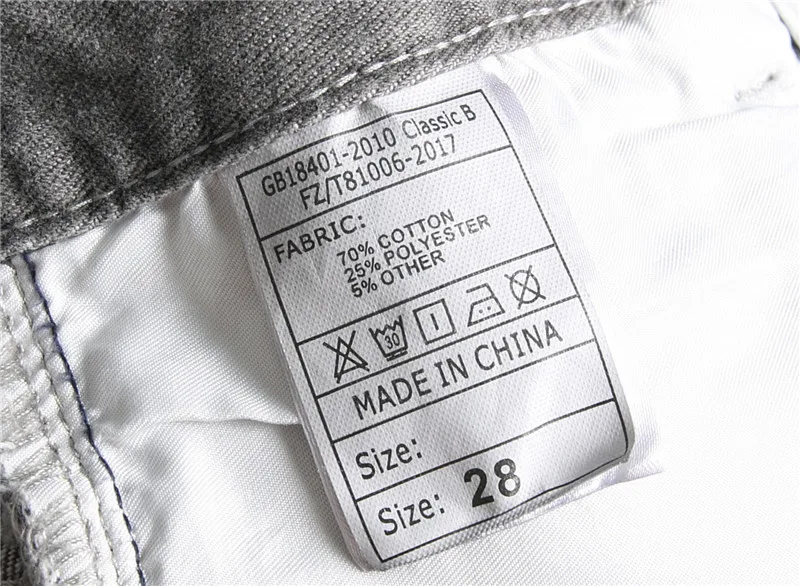 GB18401-2010 Classic B
FZ/T81006-2017
FABRIC:
70% COTTON
25% POLYESTER
5% OTHER
30
MADE IN CHINA
Size:
Size: 28